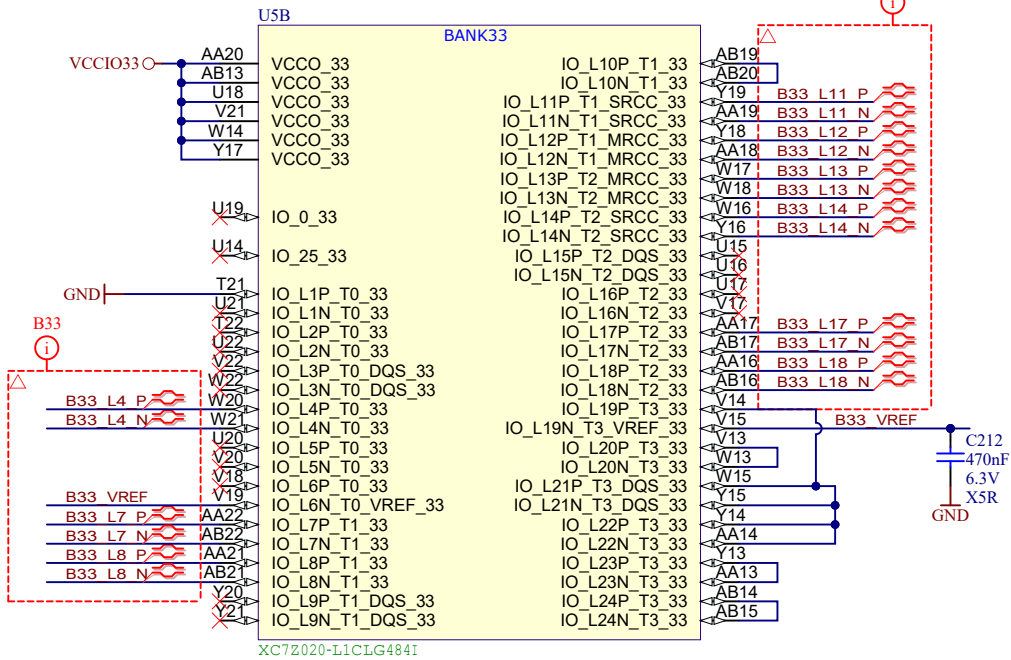 U5B
BANK33
i
VCCIO33
AA20 VCCO_33
AB13 VCCO_33
U18 VCCO_33
V21 VCCO_33
W14 VCCO_33
Y17 VCCO_33
U19 IO_0_33
U14 IO_25_33
GND T21 IO_L1P_T0_33
U21 IO_L1N_T0_33
T22 IO_L2P_T0_33
U22 IO_L2N_T0_33
V22 IO_L3P_T0_DQS_33
W22 IO_L3N_T0_DQS_33
B33
i
B33_L4_P W20 IO_L4P_T0_33
B33_L4_N W21 IO_L4N_T0_33
U20 IO_L5P_T0_33
V20 IO_L5N_T0_33
V18 IO_L6P_T0_33
B33_VREF V19 IO_L6N_T0_VREF_33
B33_L7_P AA22 IO_L7P_T1_33
B33_L7_N AB22 IO_L7N_T1_33
B33_L8_P AA21 IO_L8P_T1_33
B33_L8_N AB21 IO_L8N_T1_33
Y20 IO_L9P_T1_DQS_33
Y21 IO_L9N_T1_DQS_33
IO_L10P_T1_33 AB19
IO_L10N_T1_33 AB20
IO_L11P_T1_SRCC_33 Y19 B33_L11_P
IO_L11N_T1_SRCC_33 AA19 B33_L11_N
IO_L12P_T1_MRCC_33 Y18 B33_L12_P
IO_L12N_T1_MRCC_33 AA18 B33_L12_N
IO_L13P_T2_MRCC_33 W17 B33_L13_P
IO_L13N_T2_MRCC_33 W18 B33_L13_N
IO_L14P_T2_SRCC_33 W16 B33_L14_P
IO_L14N_T2_SRCC_33 Y16 B33_L14_N
IO_L15P_T2_DQS_33 U15
IO_L15N_T2_DQS_33 U16
IO_L16P_T2_33 U17
IO_L16N_T2_33 V17
IO_L17P_T2_33 AA17 B33_L17_P
IO_L17N_T2_33 AB17 B33_L17_N
IO_L18P_T2_33 AA16 B33_L18_P
IO_L18N_T2_33 AB16 B33_L18_N
IO_L19P_T3_33 V14
IO_L19N_T3_VREF_33 V15 B33_VREF
IO_L20P_T3_33 V13
IO_L20N_T3_33 W13
IO_L21P_T3_DQS_33 W15
IO_L21N_T3_DQS_33 Y15
IO_L22P_T3_33 Y14
IO_L22N_T3_33 AA14
IO_L23P_T3_33 Y13
IO_L23N_T3_33 AA13
IO_L24P_T3_33 AB14
IO_L24N_T3_33 AB15
C212
470nF
6.3V
X5R
GND
XC7Z020-L1CLG484I